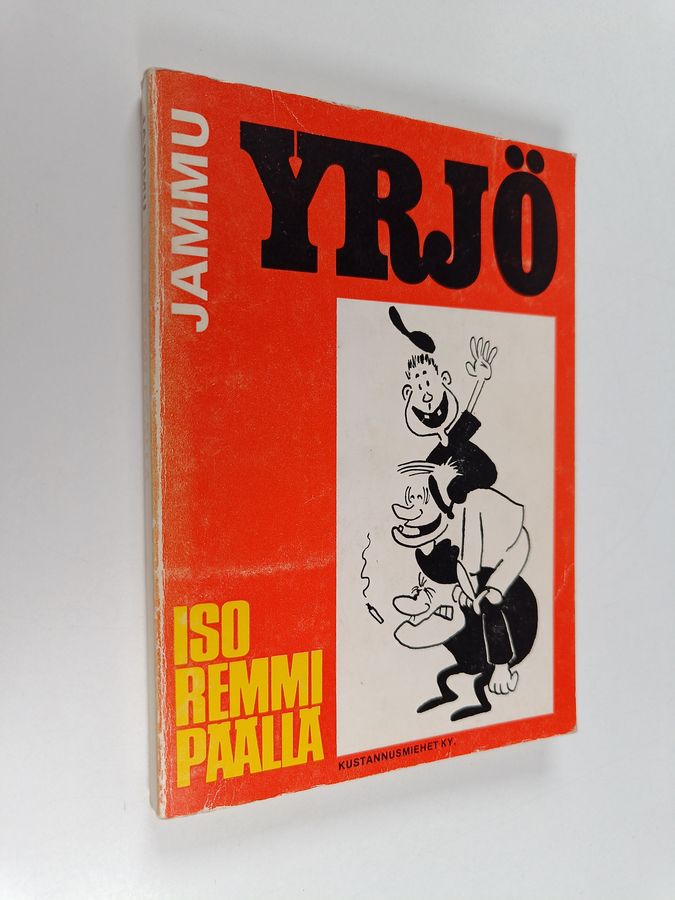 JAMMU
YRJÖ
ISO
REMMI
PÄÄLLÄ
KUSTANNUSMIEHET KY.